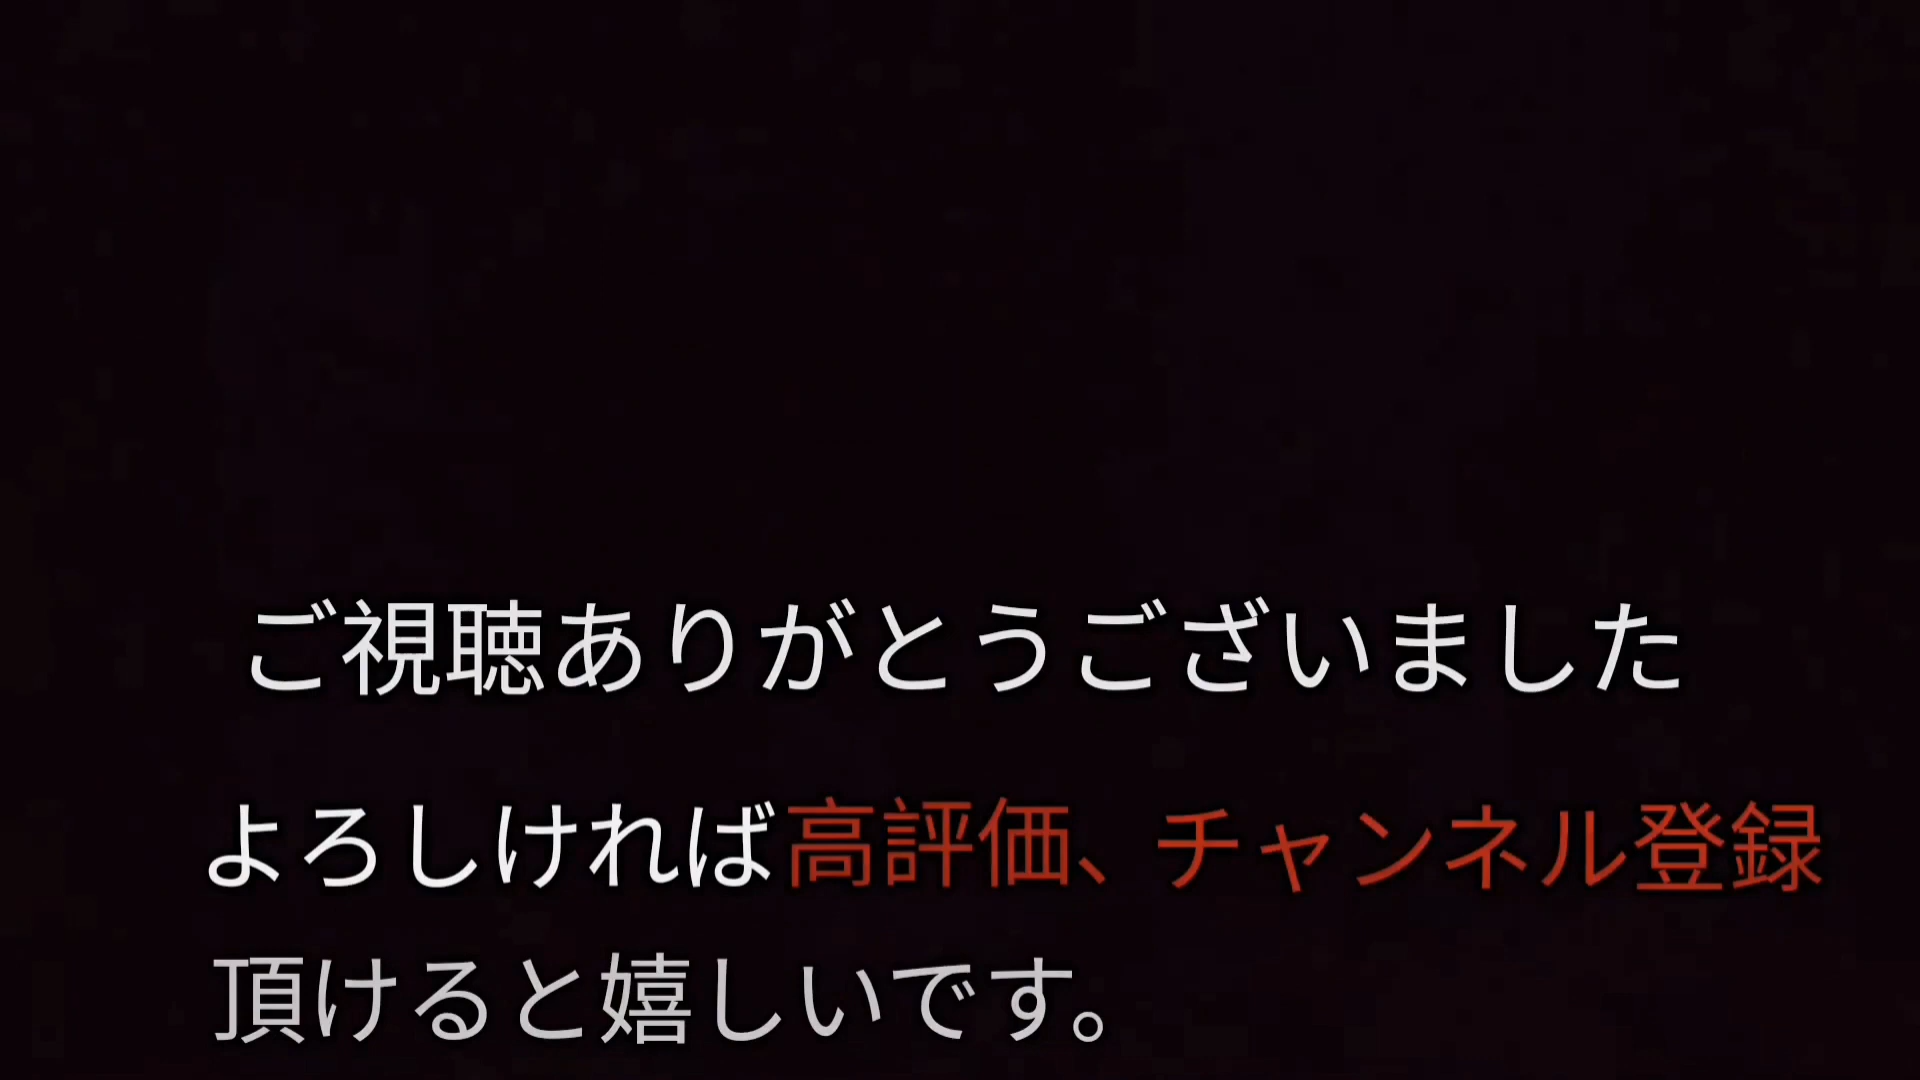 ご視聴ありがとうございました
よろしければ高評価、チャンネル登録
頂けると嬉しいです。